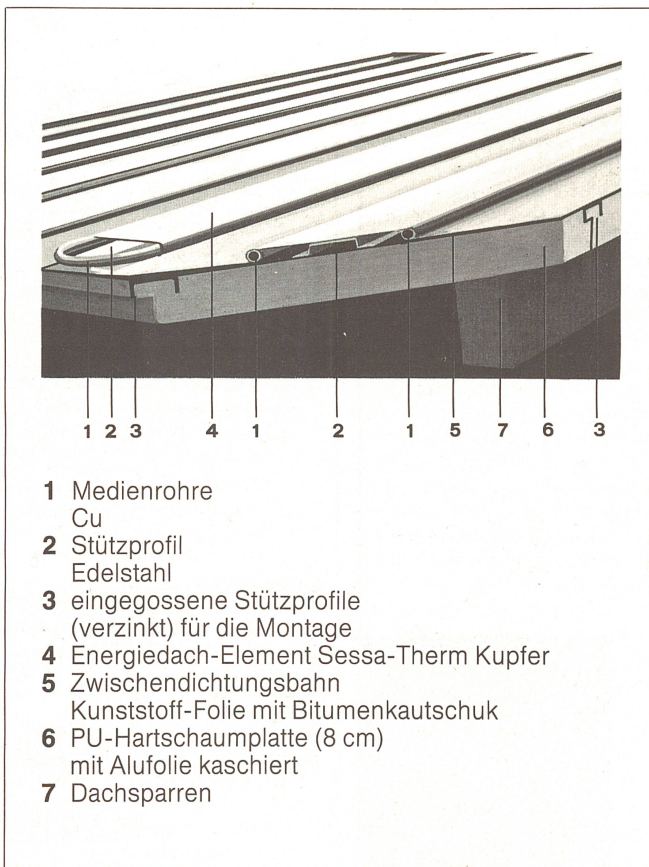 1 2 3 4 1 2 1 5 7 6 3
1 Medienrohre
Cu
2 Stützprofil
Edelstahl
3 eingegossene Stützprofile
(verzinkt) für die Montage
4 Energiedach-Element Sessa-Therm Kupfer
5 Zwischendichtungsbahn
Kunststoff-Folie mit Bitumenkautschuk
6 PU-Hartschaumplatte (8 cm)
mit Alufolie kaschiert
7 Dachsparren